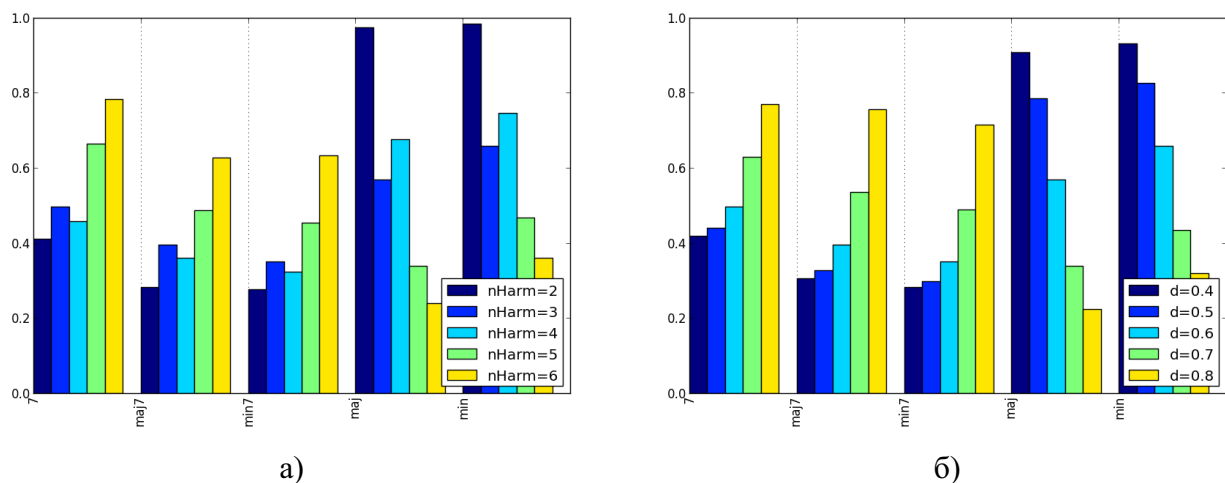 1.0
0.8
0.6
0.4
0.2
0.0
7
maj7
min7
maj
min
nHarm=2
nHarm=3
nHarm=4
nHarm=5
nHarm=6
а)
1.0
0.8
0.6
0.4
0.2
0.0
7
maj7
min7
maj
min
d=0.4
d=0.5
d=0.6
d=0.7
d=0.8
б)